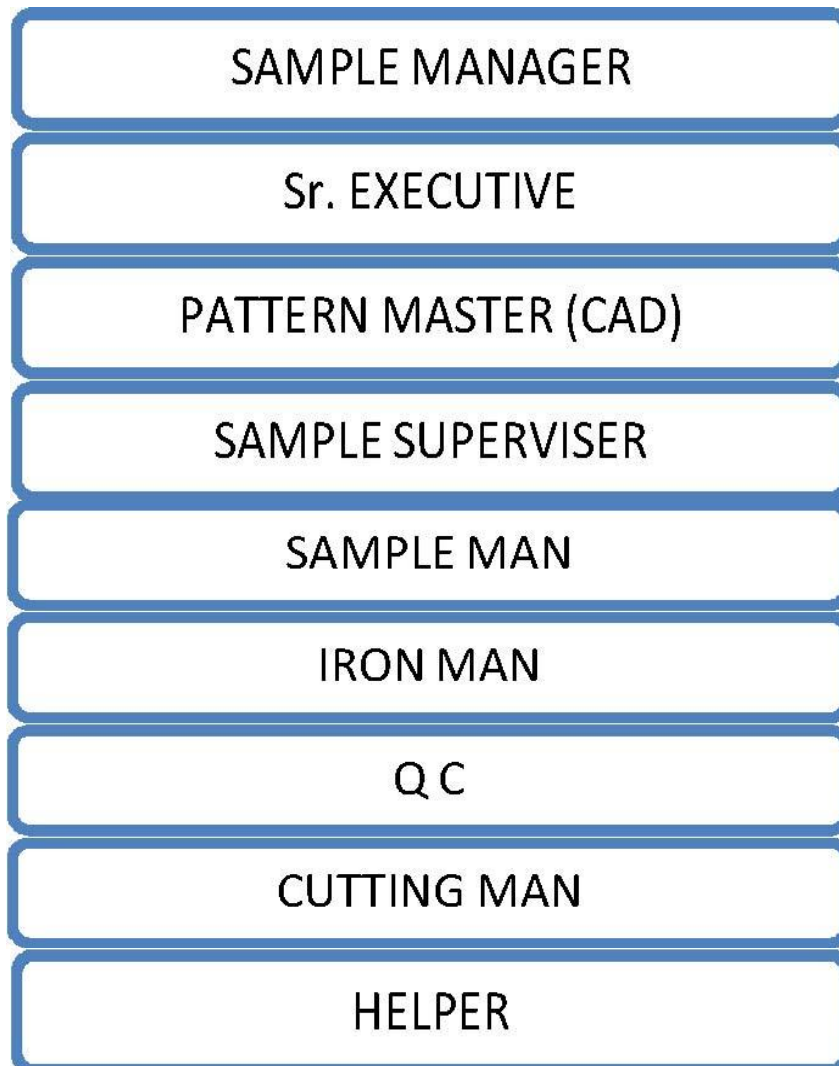 SAMPLE MANAGER
Sr. EXECUTIVE
PATTERN MASTER (CAD)
SAMPLE SUPERVISER
SAMPLE MAN
IRON MAN
Q C
CUTTING MAN
HELPER